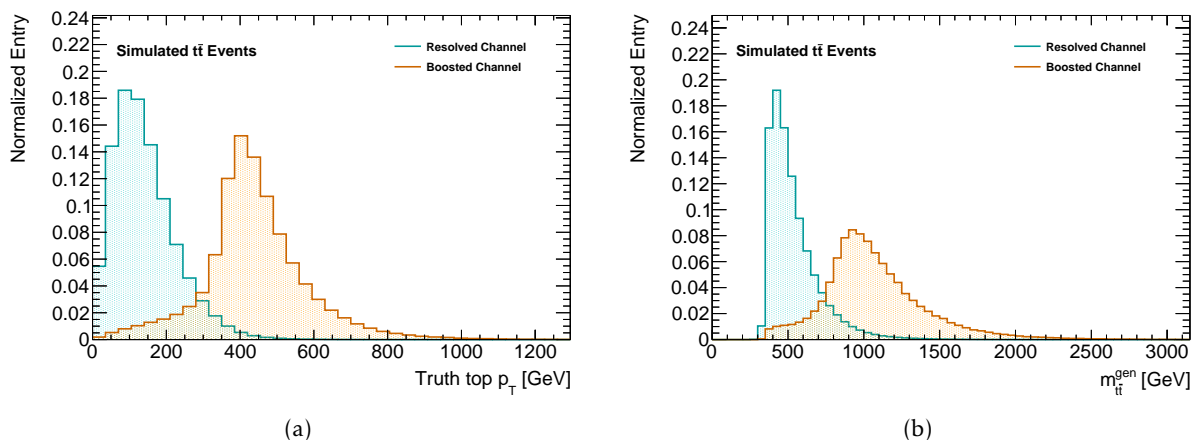 Normalized Entry
0.24
0.22
0.2
0.18
0.16
0.14
0.12
0.1
0.08
0.06
0.04
0.02
0
Simulated tt̄ Events
Resolved Channel
Boosted Channel
0 200 400 600 800 1000 1200
Truth top p_T [GeV]
(a)
Normalized Entry
0.24
0.22
0.2
0.18
0.16
0.14
0.12
0.1
0.08
0.06
0.04
0.02
0
Simulated tt̄ Events
Resolved Channel
Boosted Channel
0 500 1000 1500 2000 2500 3000
m_tt̄^gen [GeV]
(b)